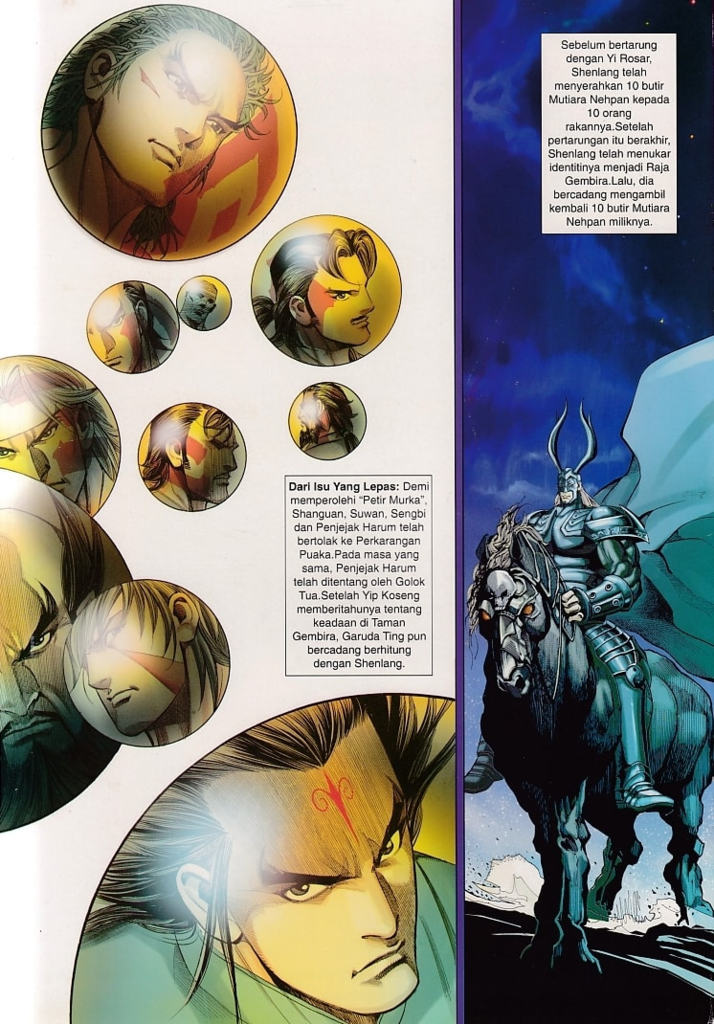 Sebelum bertarung
dengan Yi Rosar,
Shenlang telah
menyerahkan 10 butir
Mutiara Nehpan kepada
10 orang
rakannya.Setelah
pertarungan itu berakhir,
Shenlang telah menukar
identitinya menjadi Raja
Gembira.Lalu, dia
bercadang mengambil
kembali 10 butir Mutiara
Nehpan miliknya.
Dari Isu Yang Lepas: Demi
memperolehi “Petir Murka”,
Shanguan, Suwan, Sengbi
dan Penjejak Harum telah
bertolak ke Perkarangan
Puaka.Pada masa yang
sama, Penjejak Harum
telah ditentang oleh Golok
Tua.Setelah Yip Koseng
memberitahunya tentang
keadaan di Taman
Gembira, Garuda Ting pun
bercadang berhitung
dengan Shenlang.